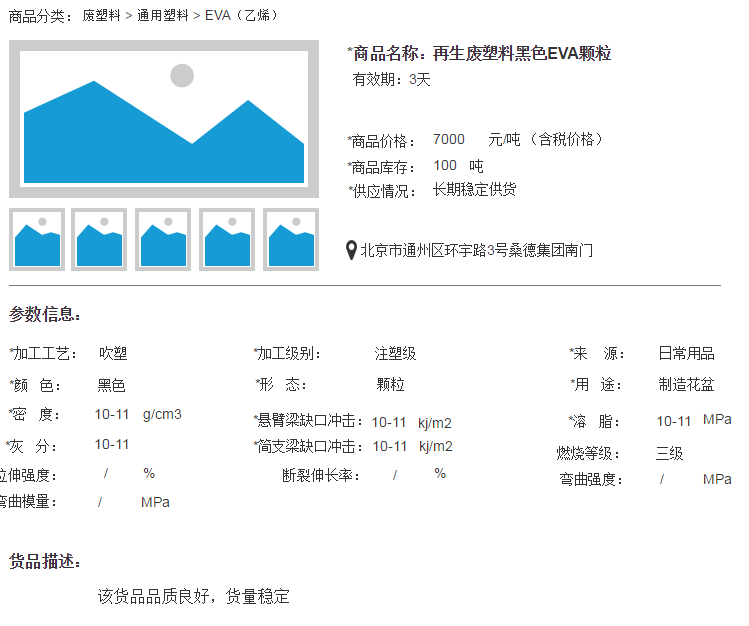 商品分类： 废塑料 > 通用塑料 > EVA（乙烯）
*商品名称：再生废塑料黑色EVA颗粒
有效期：3天
*商品价格： 7000 元/吨 （含税价格）
*商品库存： 100 吨
*供应情况： 长期稳定供货
北京市通州区环宇路3号桑德集团南门
参数信息：
*加工工艺： 吹塑 *加工级别： 注塑级 *来 源： 日常用品
*颜 色： 黑色 *形 态： 颗粒 *用 途： 制造花盆
*密 度： 10-11 g/cm3 *悬臂梁缺口冲击： 10-11 kj/m2 *溶 脂： 10-11 MPa
*灰 分： 10-11 *简支梁缺口冲击： 10-11 kj/m2 燃烧等级： 三级
拉伸强度： / % 断裂伸长率： / % 弯曲强度： / MPa
弯曲模量： / MPa
货品描述：
该货品品质良好，货量稳定